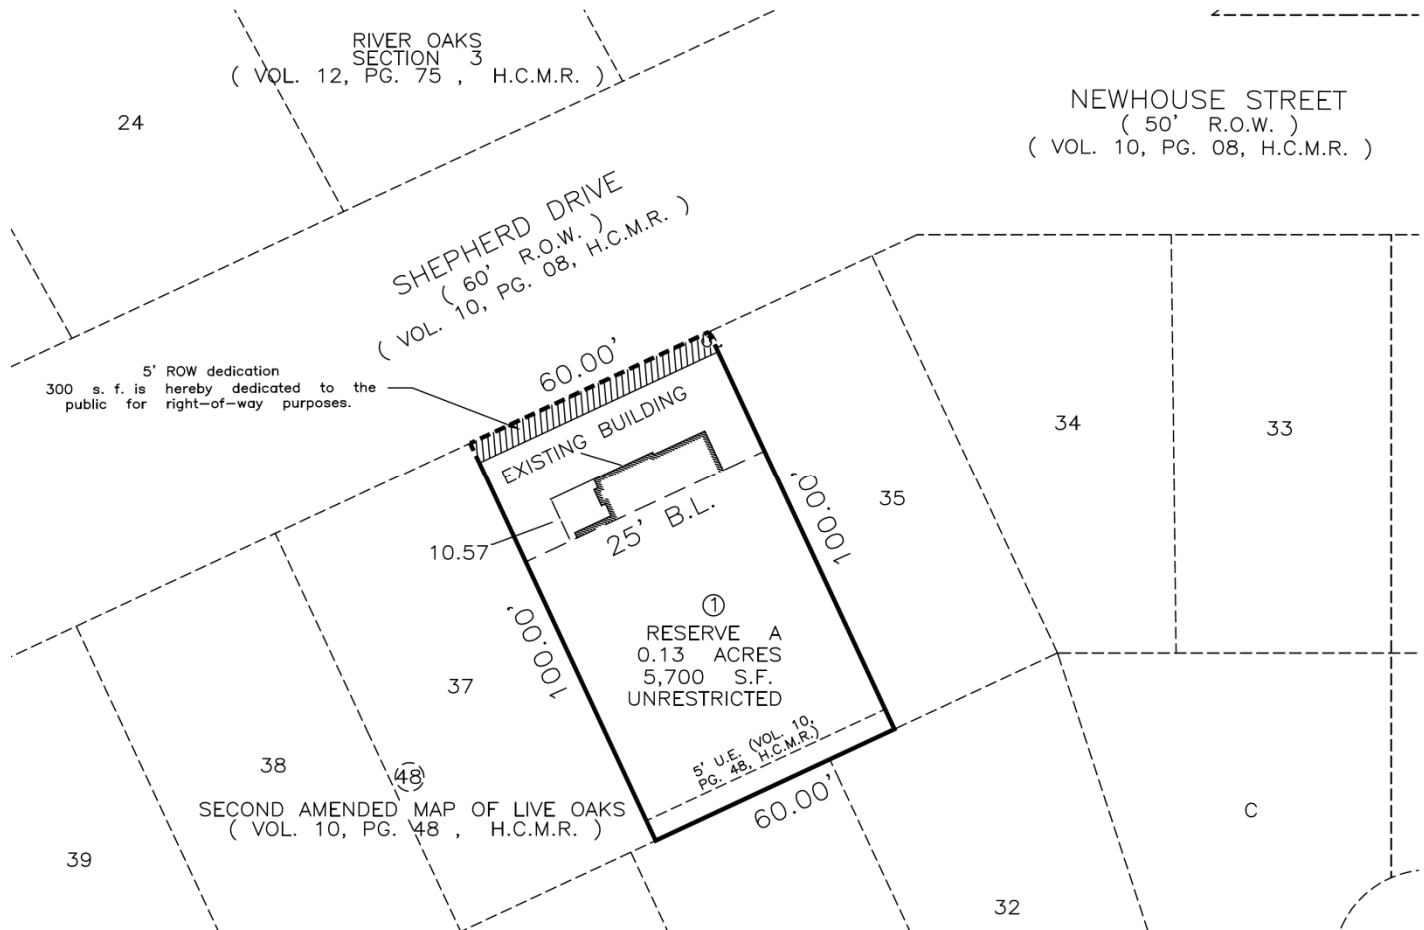 RIVER OAKS
SECTION 3
( VOL. 12, PG. 75 , H.C.M.R. )
24
NEWHOUSE STREET
( 50' R.O.W. )
( VOL. 10, PG. 08, H.C.M.R. )
SHEPHERD DRIVE
( 60' R.O.W. )
( VOL. 10, PG. 08, H.C.M.R. )
5' ROW dedication
300 s. f. is hereby dedicated to the
public for right-of-way purposes.
60.00'
EXISTING BUILDING
34
33
35
25' B.L.
10.57
100.00'
100.00'
1
RESERVE A
0.13 ACRES
5,700 S.F.
UNRESTRICTED
37
5' U.E. (VOL. 10,
PG. 48, H.C.M.R.)
60.00'
38
48
SECOND AMENDED MAP OF LIVE OAKS
( VOL. 10, PG. 48 , H.C.M.R. )
39
C
32